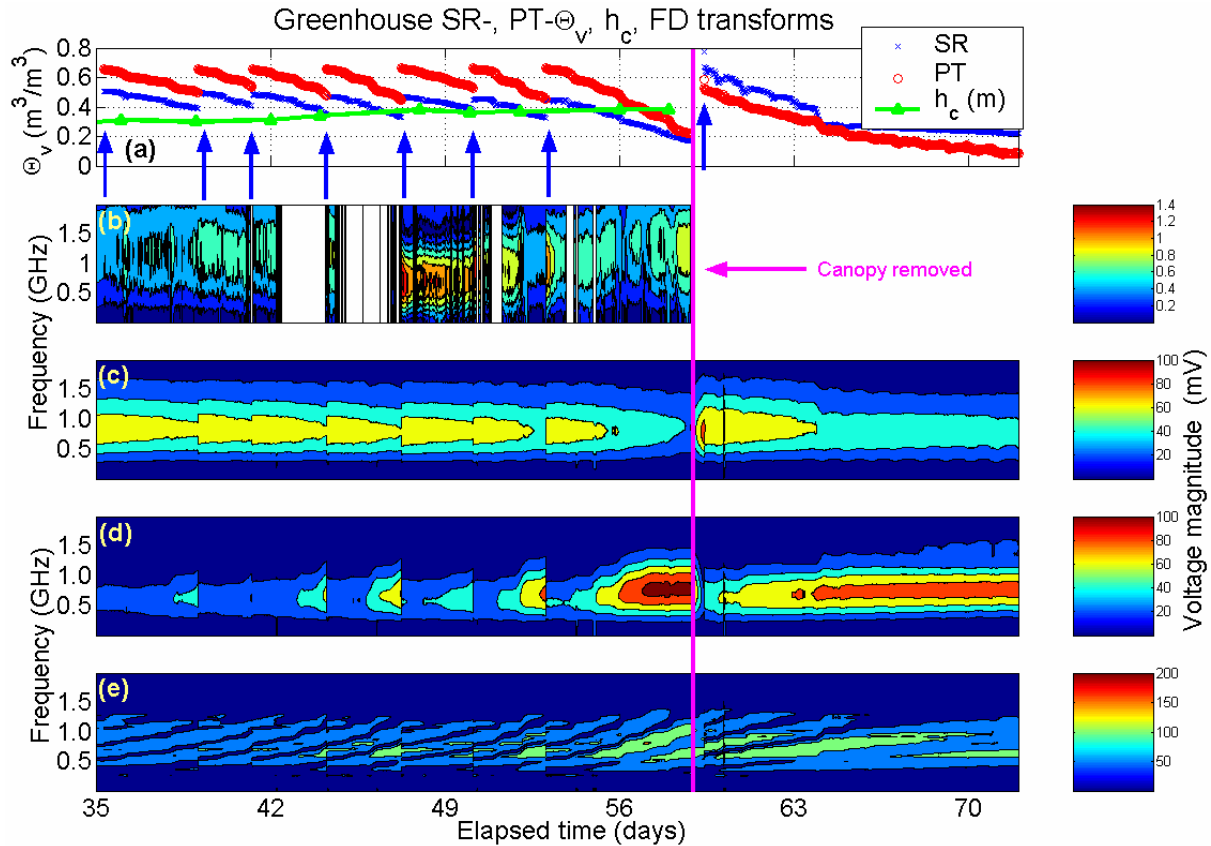 Greenhouse SR-, PT-Θv, hc, FD transforms
Θv (m3/m3)
0.8
0.6
0.4
0.2
0
(a)
SR
PT
hc (m)
Frequency (GHz)
1.5
1
0.5
(b)
Canopy removed
1.4
1.2
1
0.8
0.6
0.4
0.2
Frequency (GHz)
1.5
1.0
0.5
(c)
100
80
60
40
20
Voltage magnitude (mV)
Frequency (GHz)
1.5
1.0
0.5
(d)
100
80
60
40
20
Frequency (GHz)
1.5
1.0
0.5
(e)
200
150
100
50
35 42 49 56 63 70
Elapsed time (days)